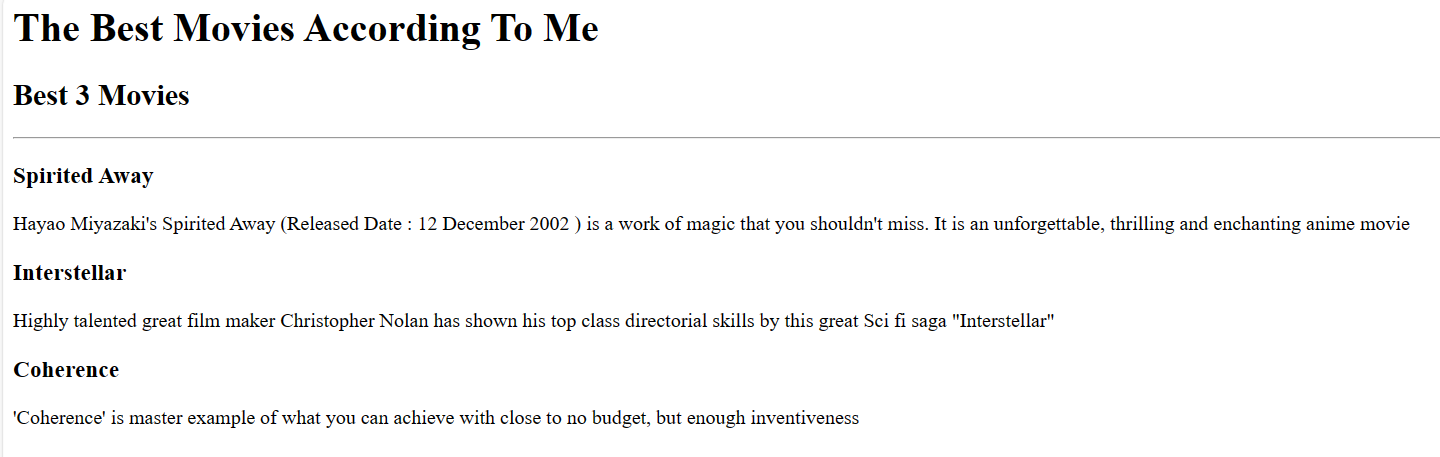 The Best Movies According To Me
Best 3 Movies
Spirited Away
Hayao Miyazaki's Spirited Away (Released Date : 12 December 2002 ) is a work of magic that you shouldn't miss. It is an unforgettable, thrilling and enchanting anime movie
Interstellar
Highly talented great film maker Christopher Nolan has shown his top class directorial skills by this great Sci fi saga "Interstellar"
Coherence
'Coherence' is master example of what you can achieve with close to no budget, but enough inventiveness